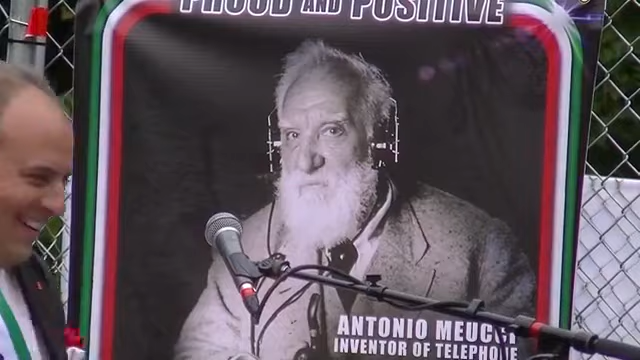 PROUD AND POSITIVE
ANTONIO MEUCCI
INVENTOR OF TELEPHONE